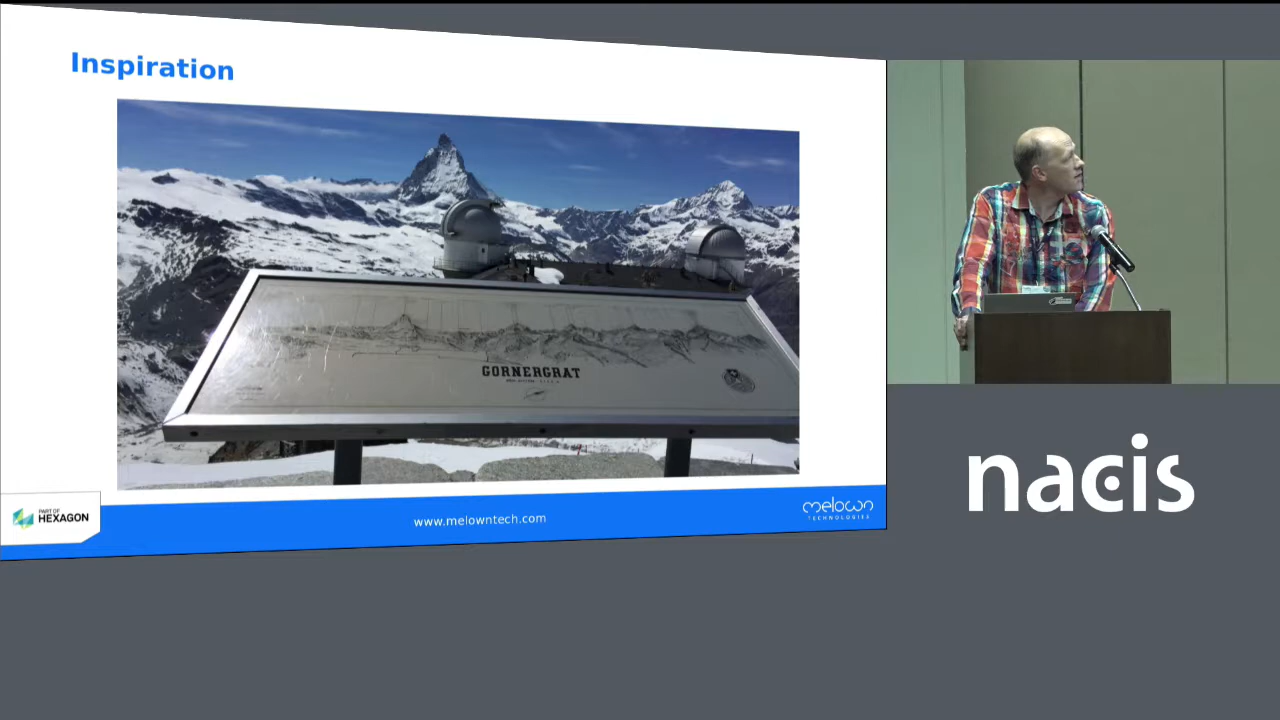 Inspiration
GORNERGRAT
PART OF
HEXAGON
www.melowntech.com
melown
TECHNOLOGIES
nacis